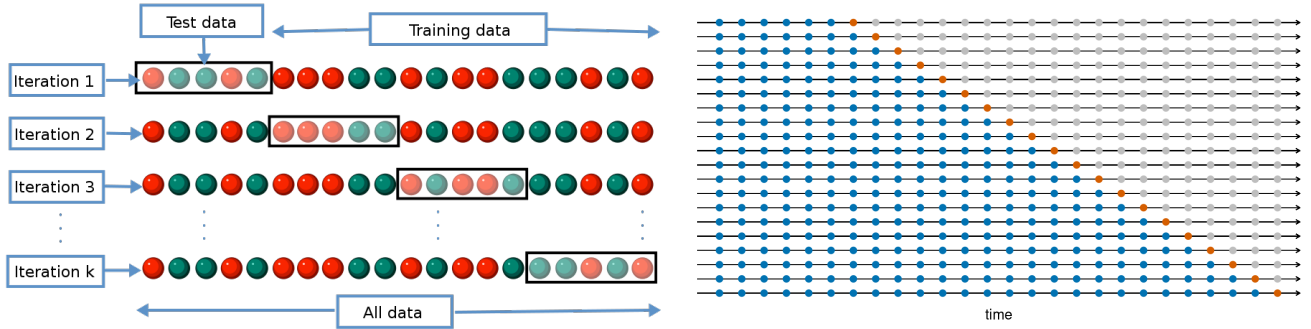 Test data
Training data
Iteration 1
Iteration 2
Iteration 3
Iteration k
All data
time